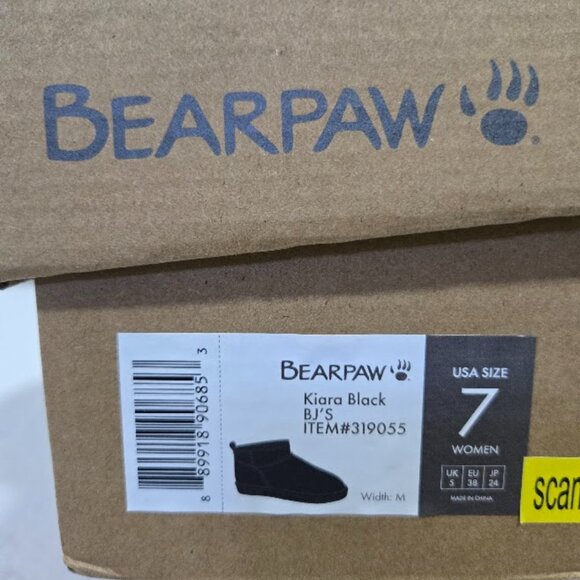 BEARPAW
BEARPAW
Kiara Black
BJ'S
ITEM#319055
Width: M
8 89918 90685 3
USA SIZE
7
WOMEN
UK EU JP
5 38 24
MADE IN CHINA
scan